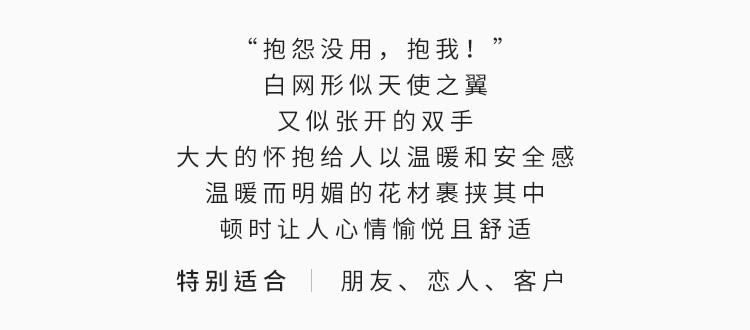 “抱怨没用，抱我！”
白网形似天使之翼
又似张开的双手
大大的怀抱给人以温暖和安全感
温暖而明媚的花材裹挟其中
顿时让人心情愉悦且舒适
特别适合｜朋友、恋人、客户